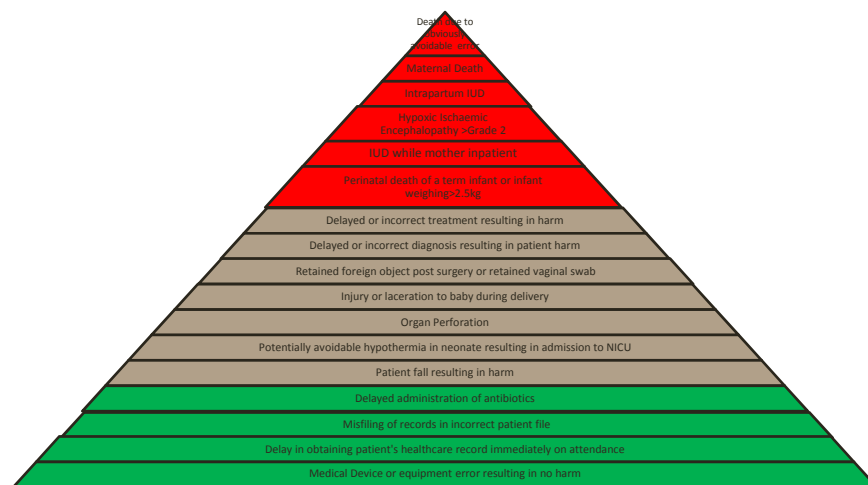 Death due to
obviously
avoidable error
Maternal Death
Intrapartum IUD
Hypoxic Ischaemic
Encephalopathy >Grade 2
IUD while mother inpatient
Perinatal death of a term infant or infant
weighing>2.5kg
Delayed or incorrect treatment resulting in harm
Delayed or incorrect diagnosis resulting in patient harm
Retained foreign object post surgery or retained vaginal swab
Injury or laceration to baby during delivery
Organ Perforation
Potentially avoidable hypothermia in neonate resulting in admission to NICU
Patient fall resulting in harm
Delayed administration of antibiotics
Misfiling of records in incorrect patient file
Delay in obtaining patient's healthcare record immediately on attendance
Medical Device or equipment error resulting in no harm